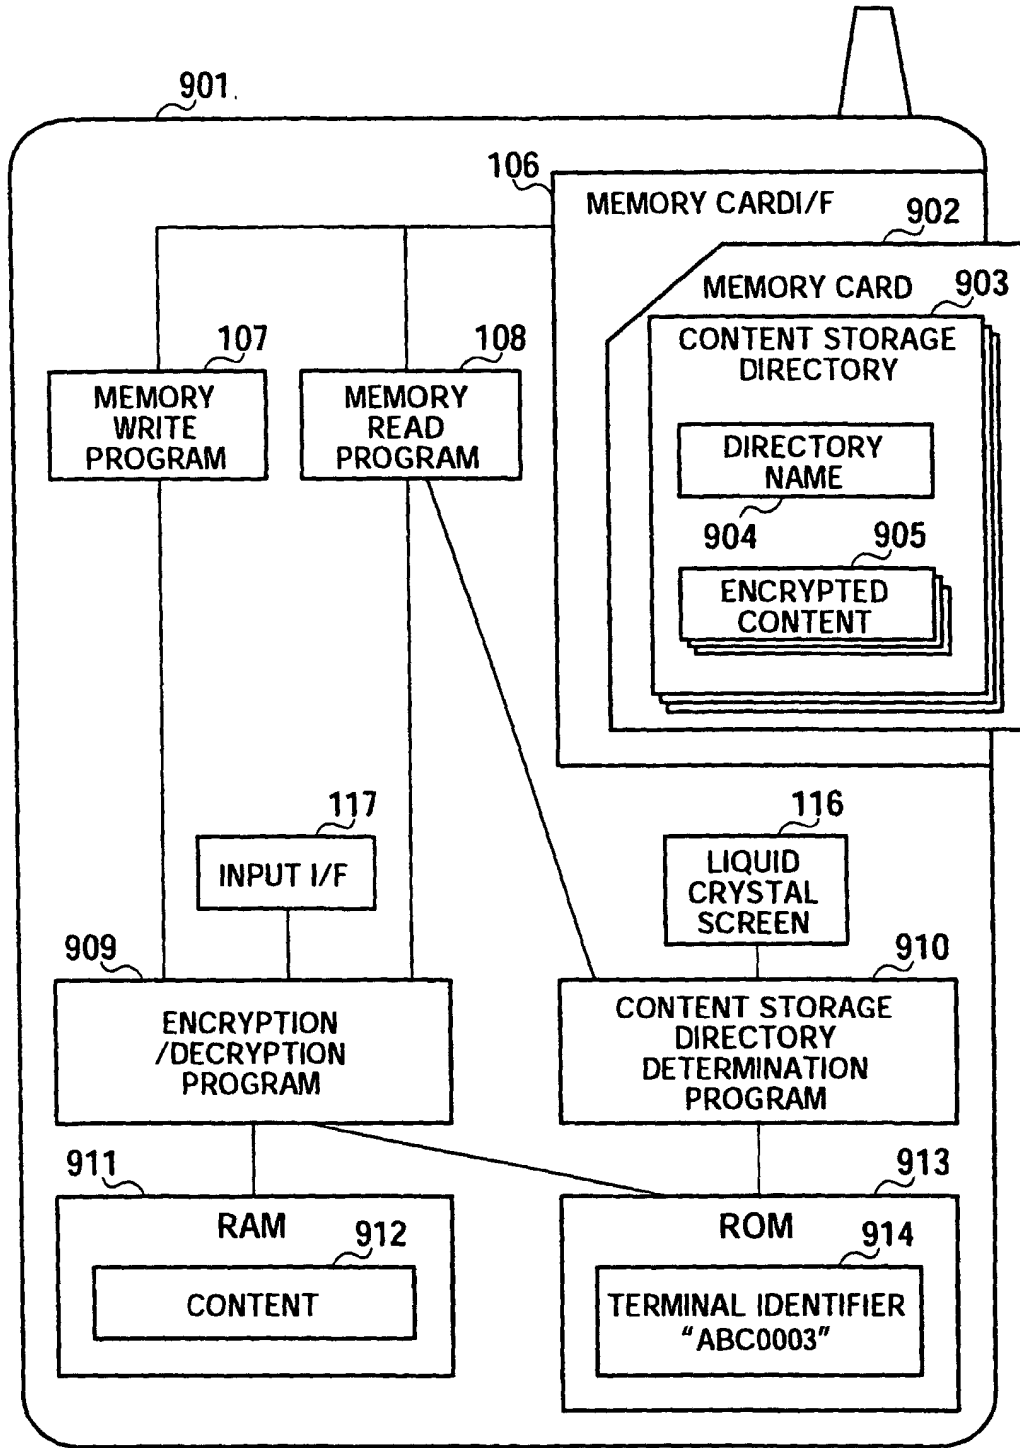 901
106
MEMORY CARDI/F
902
MEMORY CARD
903
CONTENT STORAGE
DIRECTORY
107
108
MEMORY
WRITE
PROGRAM
MEMORY
READ
PROGRAM
DIRECTORY
NAME
904
905
ENCRYPTED
CONTENT
117
INPUT I/F
116
LIQUID
CRYSTAL
SCREEN
909
ENCRYPTION
/DECRYPTION
PROGRAM
910
CONTENT STORAGE
DIRECTORY
DETERMINATION
PROGRAM
911
RAM
912
CONTENT
913
ROM
914
TERMINAL IDENTIFIER
“ABC0003”